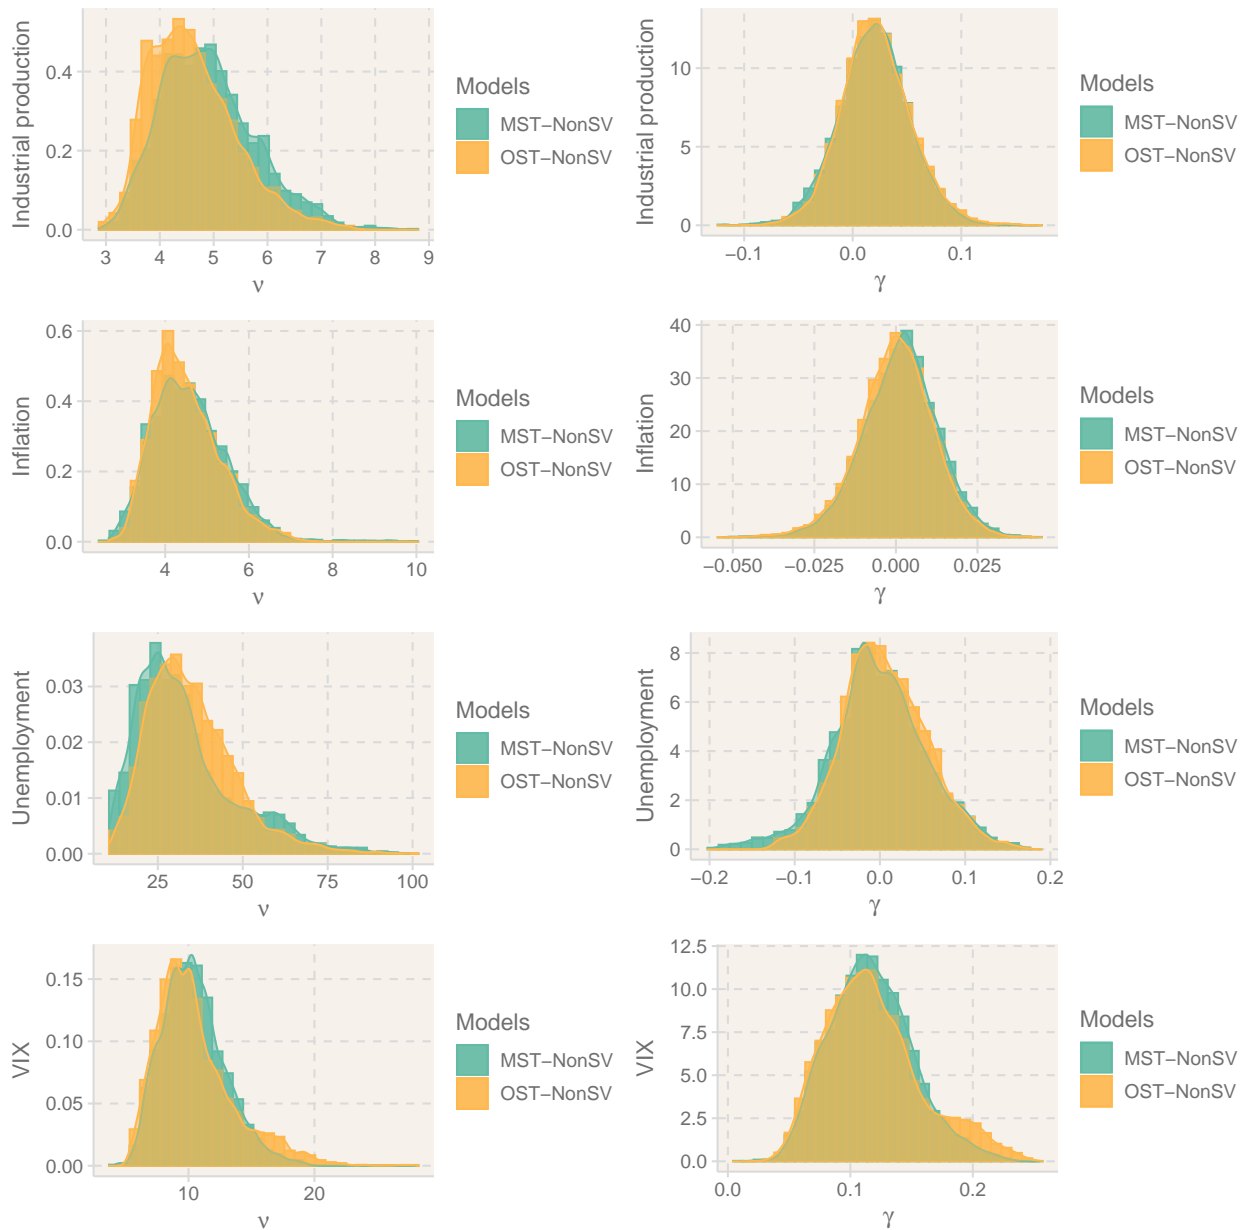 Industrial production
0.4
0.2
0.0
3 4 5 6 7 8 9
ν
Models
MST−NonSV
OST−NonSV
Industrial production
10
5
0
−0.1 0.0 0.1
γ
Models
MST−NonSV
OST−NonSV
Inflation
0.6
0.4
0.2
0.0
4 6 8 10
ν
Models
MST−NonSV
OST−NonSV
Inflation
40
30
20
10
0
−0.050 −0.025 0.000 0.025
γ
Models
MST−NonSV
OST−NonSV
Unemployment
0.03
0.02
0.01
0.00
25 50 75 100
ν
Models
MST−NonSV
OST−NonSV
Unemployment
8
6
4
2
0
−0.2 −0.1 0.0 0.1 0.2
γ
Models
MST−NonSV
OST−NonSV
VIX
0.15
0.10
0.05
0.00
10 20
ν
Models
MST−NonSV
OST−NonSV
VIX
12.5
10.0
7.5
5.0
2.5
0.0
0.0 0.1 0.2
γ
Models
MST−NonSV
OST−NonSV